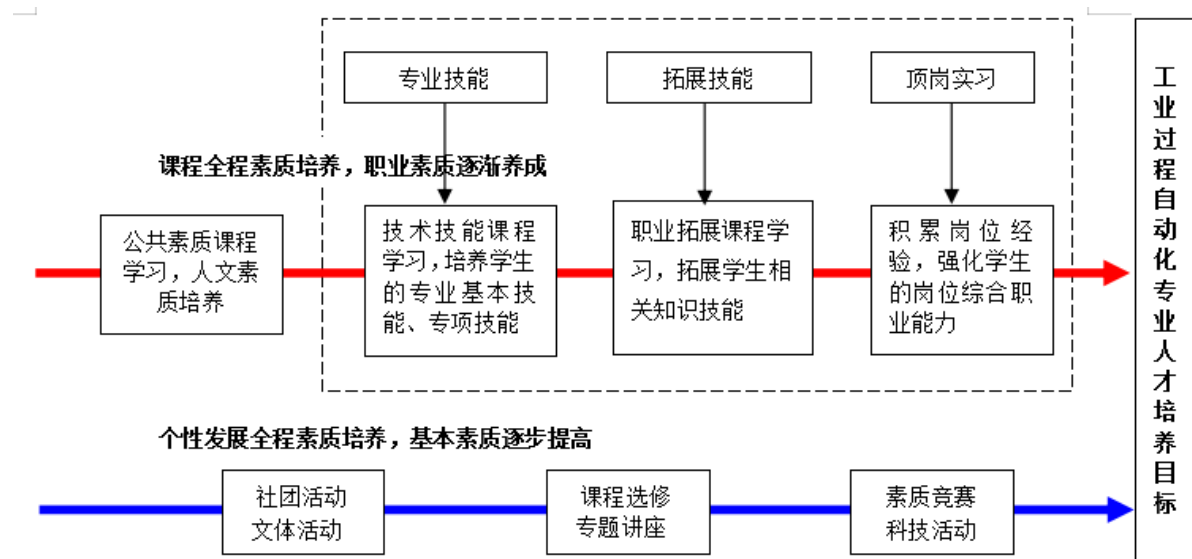 专业技能
拓展技能
顶岗实习
课程全程素质培养，职业素质逐渐养成
公共素质课程
学习，人文素
质培养
技术技能课程
学习，培养学生
的专业基本技
能、专项技能
职业拓展课程学
习，拓展学生相
关知识技能
积累岗位经
验，强化学生
的岗位综合职
业能力
个性发展全程素质培养，基本素质逐步提高
社团活动
文体活动
课程选修
专题讲座
素质竞赛
科技活动
工业过程自动化专业人才培养目标